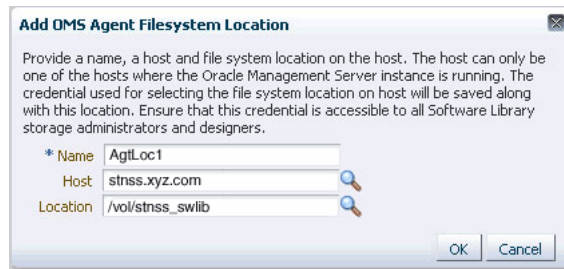 Add OMS Agent Filesystem Location
Provide a name, a host and file system location on the host. The host can only be
one of the hosts where the Oracle Management Server instance is running. The
credential used for selecting the file system location on host will be saved along
with this location. Ensure that this credential is accessible to all Software Library
storage administrators and designers.
* Name AgtLoc1
Host stnss.xyz.com
Location /vol/stnss_swlib
OK Cancel